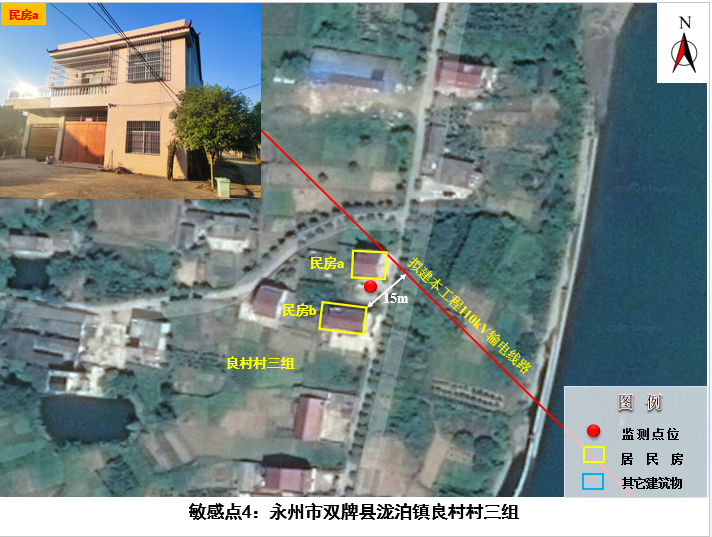 民房a
N
民房a
15m
民房b
拟建本工程110kV输电线路
良村村三组
图 例
监测点位
居 民 房
其它建筑物
敏感点4：永州市双牌县泷泊镇良村村三组